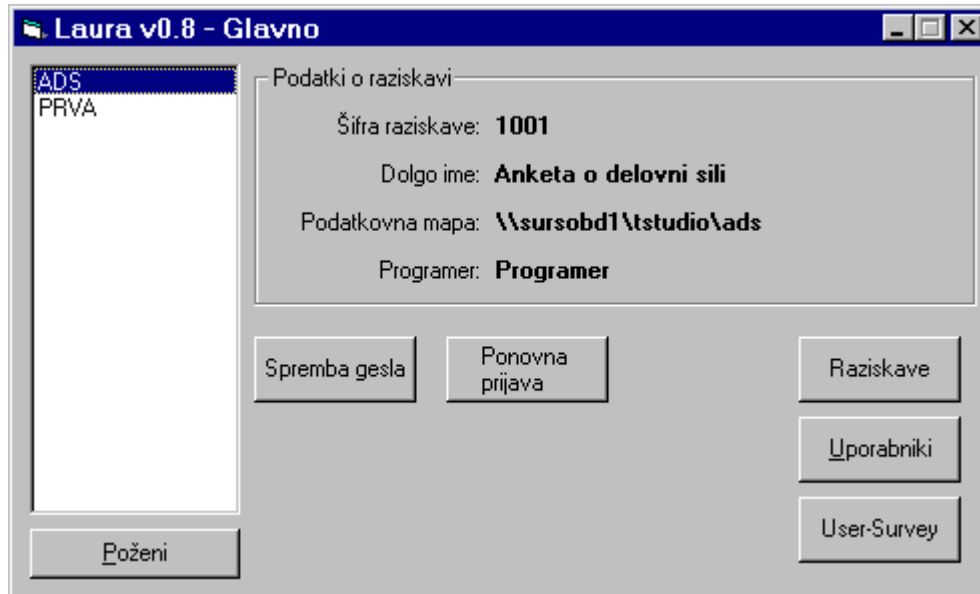 Laura v0.8 - Glavno
ADS
PRVA
Podatki o raziskavi
Šifra raziskave: 1001
Dolgo ime: Anketa o delovni sili
Podatkovna mapa: \\sursobd1\tstudio\ads
Programer: Programer
Spremba gesla
Ponovna
prijava
Raziskave
Uporabniki
User-Survey
Poženi